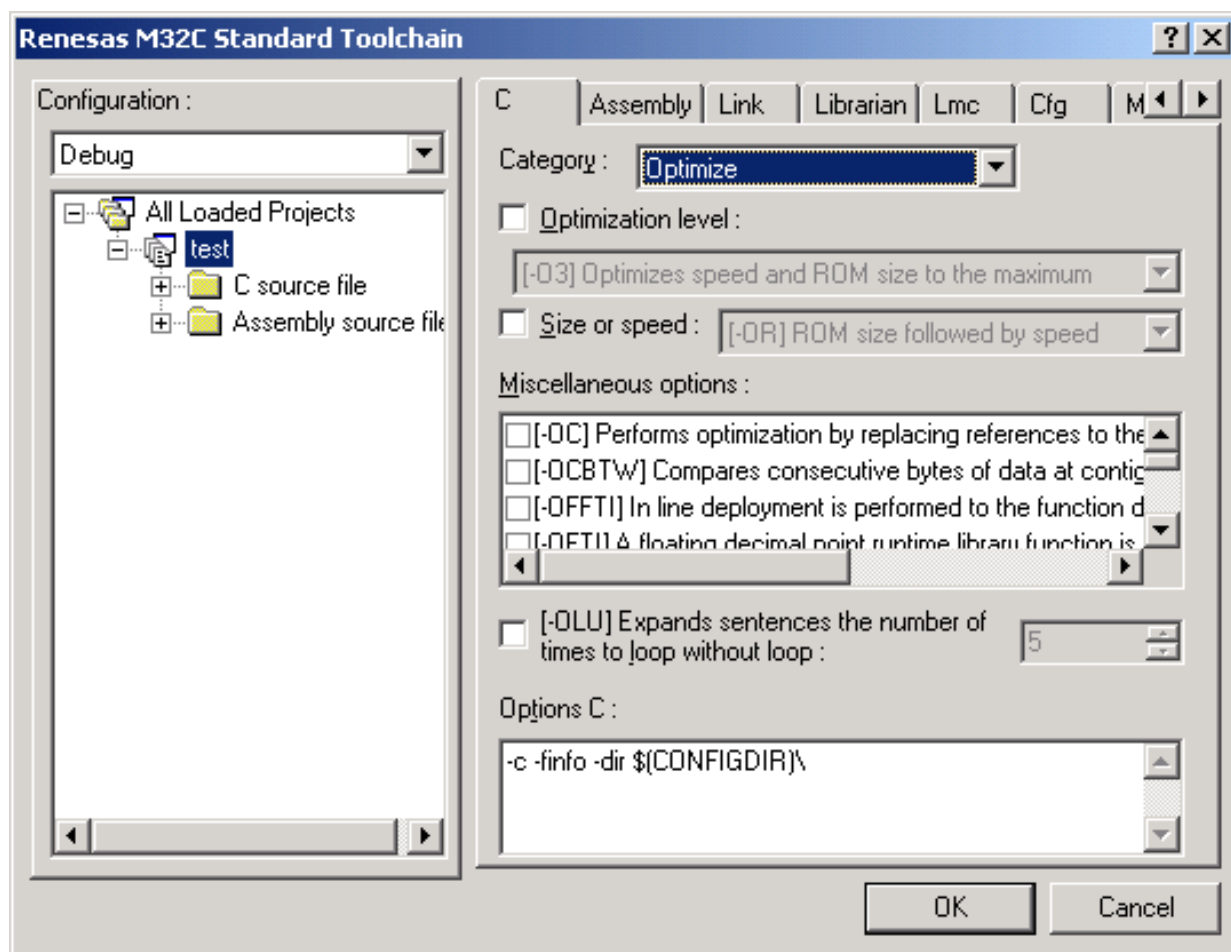 Renesas M32C Standard Toolchain
Configuration :
Debug
All Loaded Projects
test
C source file
Assembly source file
C Assembly Link Librarian Lmc Cfg M
Category : Optimize
Optimization level :
[-O3] Optimizes speed and ROM size to the maximum
Size or speed : [-OR] ROM size followed by speed
Miscellaneous options :
[-OC] Performs optimization by replacing references to the
[-OCBTW] Compares consecutive bytes of data at contig
[-OFFTI] In line deployment is performed to the function d
[-OFTI] A floating decimal point runtime library function is
[-OLU] Expands sentences the number of
times to loop without loop :
5
Options C :
-c -finfo -dir $(CONFIGDIR)\
OK Cancel